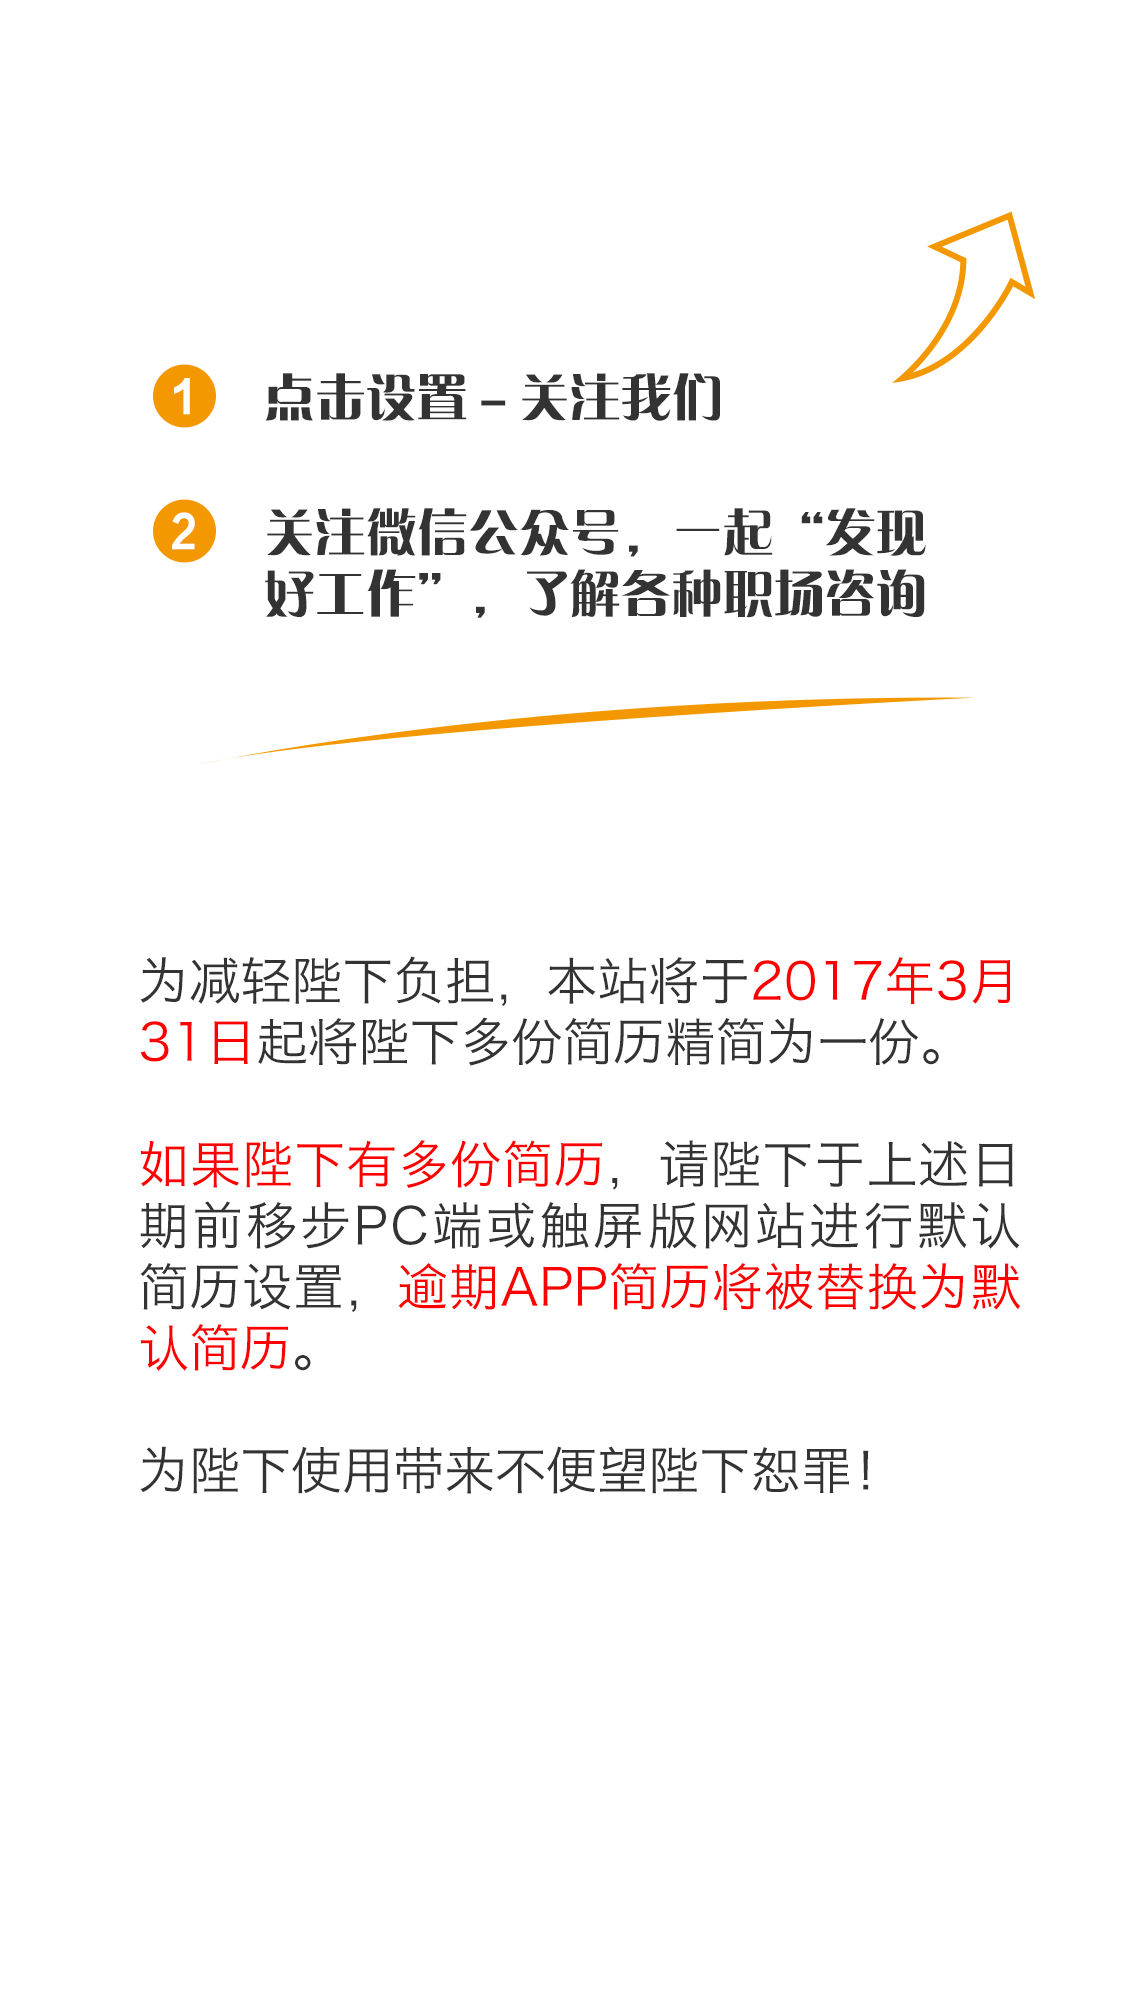 1 点击设置－关注我们
2 关注微信公众号，一起“发现
好工作”，了解各种职场咨询
为减轻陛下负担，本站将于2017年3月
31日起将陛下多份简历精简为一份。
如果陛下有多份简历，请陛下于上述日
期前移步PC端或触屏版网站进行默认
简历设置，逾期APP简历将被替换为默
认简历。
为陛下使用带来不便望陛下恕罪！